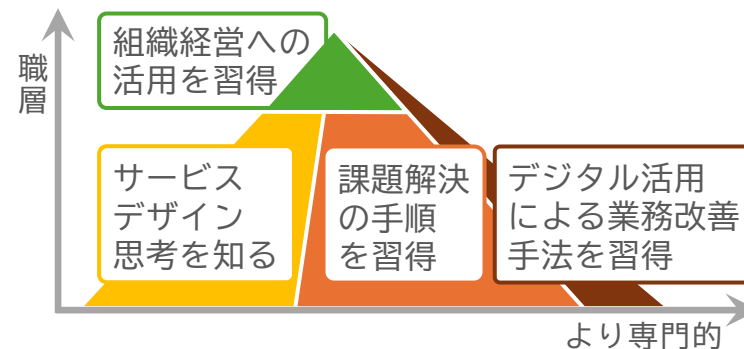 職層
組織経営への
活用を習得
サービス
デザイン
思考を知る
課題解決
の手順
を習得
デジタル活用
による業務改善
手法を習得
より専門的